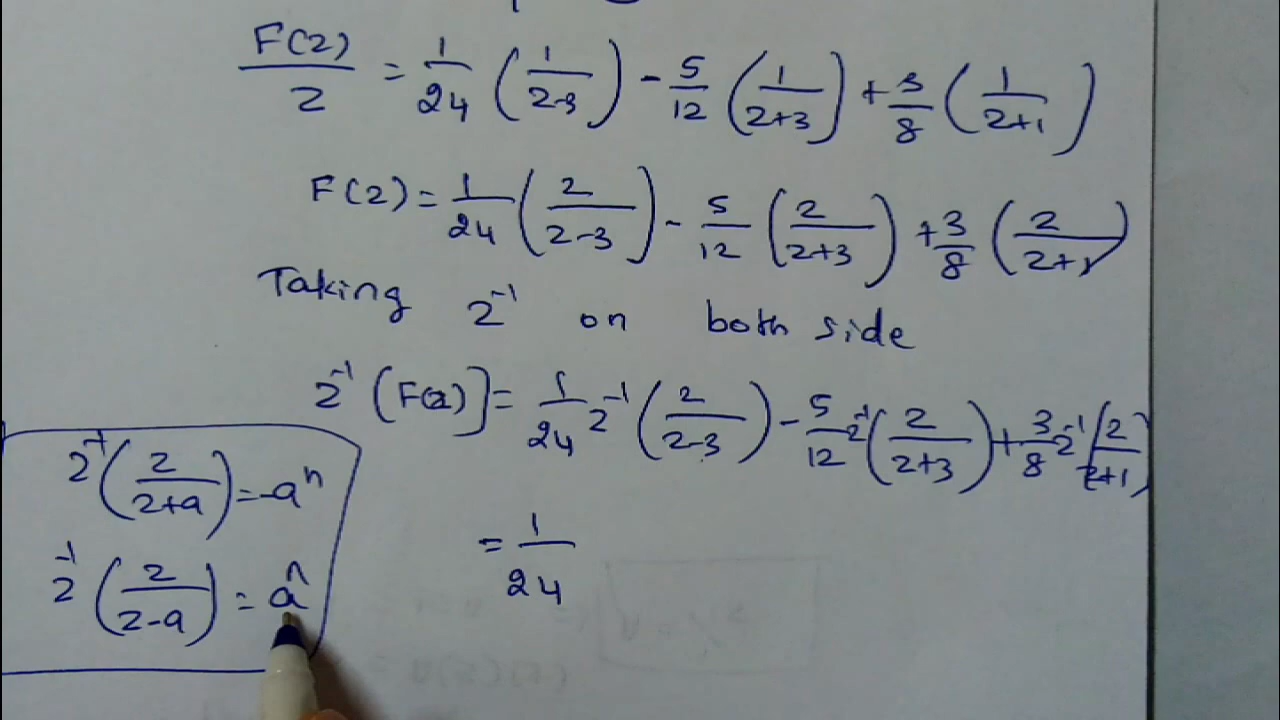 F(z)/z = 1/24 (1/(z-3)) - 5/12 (1/(z+3)) + 3/8 (1/(z+1))
F(z) = 1/24 (z/(z-3)) - 5/12 (z/(z+3)) + 3/8 (z/(z+1))
Taking z⁻¹ on both side
z⁻¹ [F(z)] = 1/24 z⁻¹ (z/(z-3)) - 5/12 z⁻¹ (z/(z+3)) + 3/8 z⁻¹ (z/(z+1))
z⁻¹ (z/(z+a)) = -aⁿ
z⁻¹ (z/(z-a)) = aⁿ
= 1/24